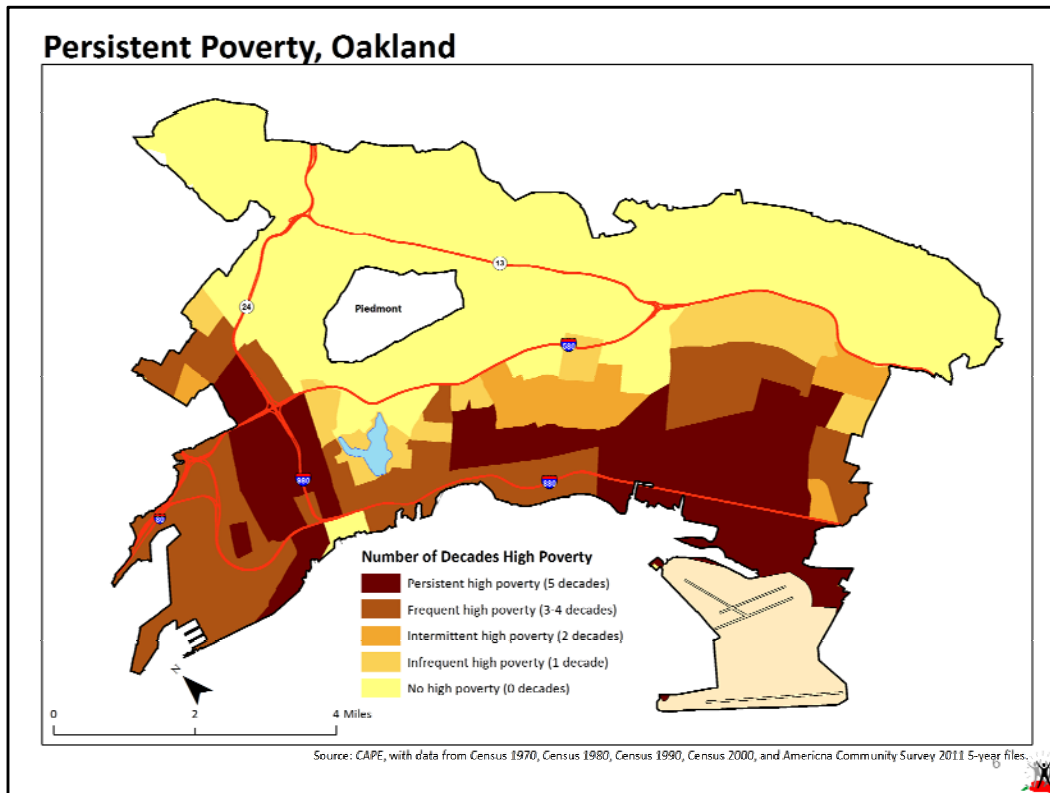 Persistent Poverty, Oakland
24
13
Piedmont
580
980
880
80
Number of Decades High Poverty
Persistent high poverty (5 decades)
Frequent high poverty (3-4 decades)
Intermittent high poverty (2 decades)
Infrequent high poverty (1 decade)
No high poverty (0 decades)
N
0 2 4 Miles
Source: CAPE, with data from Census 1970, Census 1980, Census 1990, Census 2000, and Americna Community Survey 2011 5-year files.
6